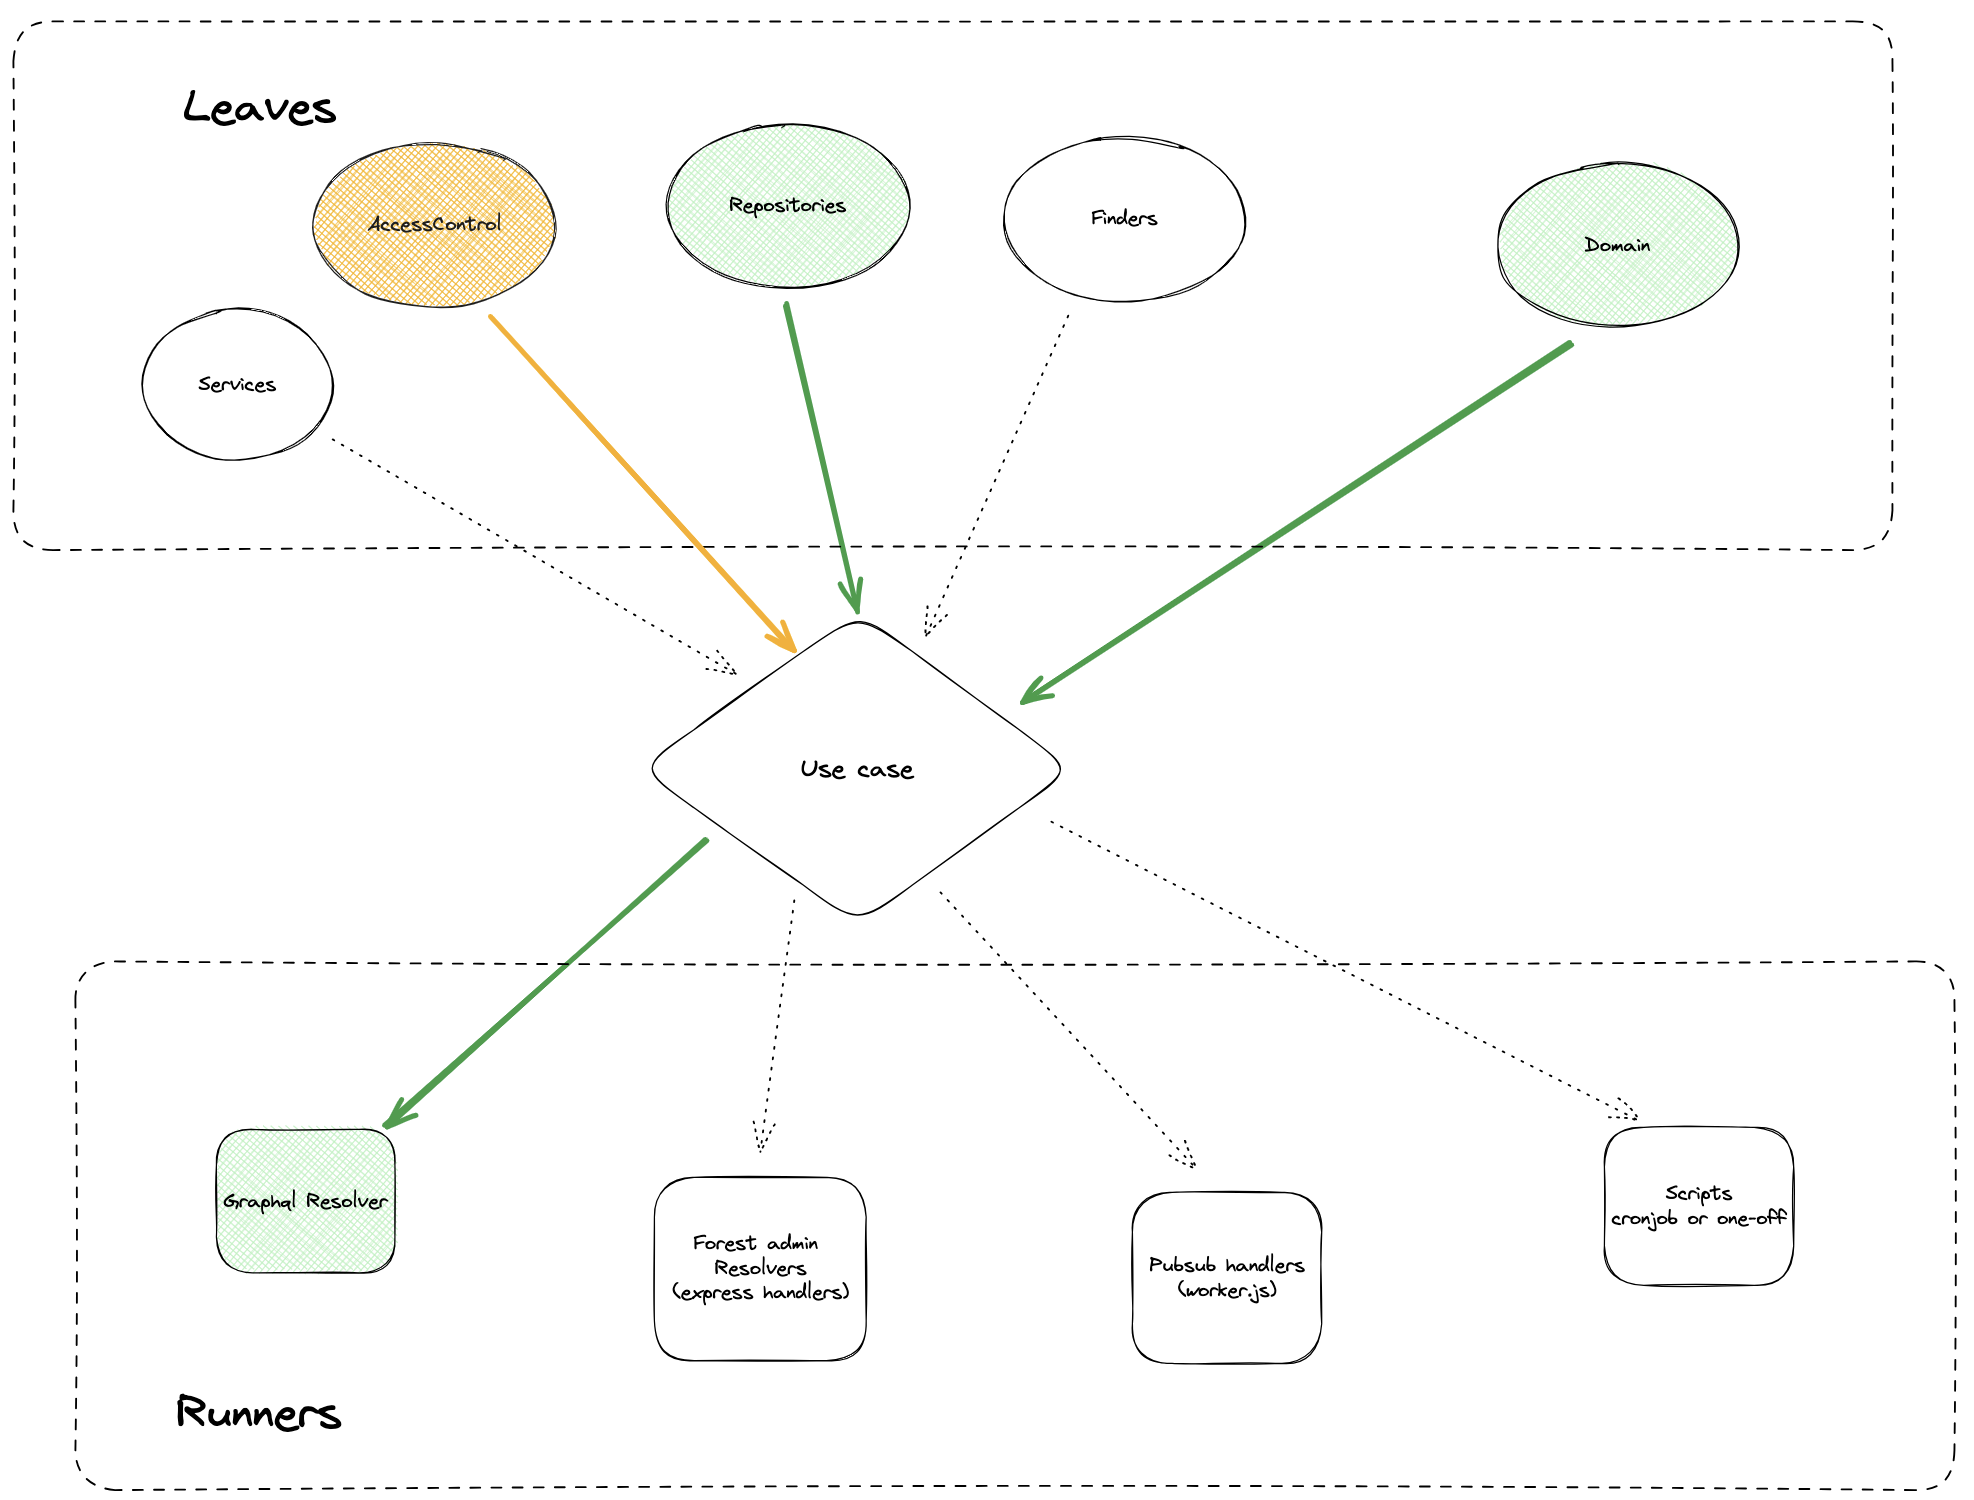 Leaves
AccessControl
Repositories
Finders
Domain
Services
Use case
Graphql Resolver
Forest admin
Resolvers
(express handlers)
Pubsub handlers
(worker.js)
Scripts
cronjob or one-off
Runners